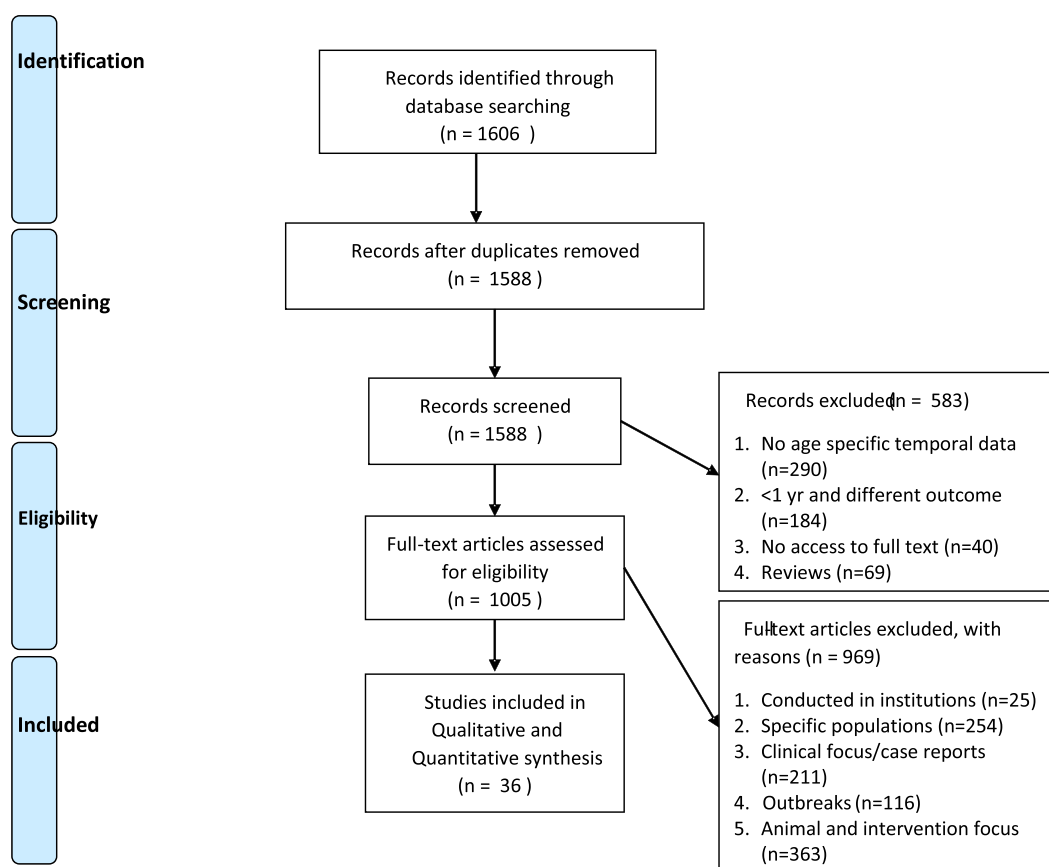 Identification
Records identified through
database searching
(n = 1606 )
Records after duplicates removed
(n = 1588 )
Screening
Records screened
(n = 1588 )
Records excluded(n = 583)
1. No age specific temporal data
(n=290)
2. <1 yr and different outcome
(n=184)
3. No access to full text (n=40)
4. Reviews (n=69)
Eligibility
Full-text articles assessed
for eligibility
(n = 1005 )
Full-text articles excluded, with
reasons (n = 969)
1. Conducted in institutions (n=25)
2. Specific populations (n=254)
3. Clinical focus/case reports
(n=211)
4. Outbreaks (n=116)
5. Animal and intervention focus
(n=363)
Included
Studies included in
Qualitative and
Quantitative synthesis
(n = 36 )